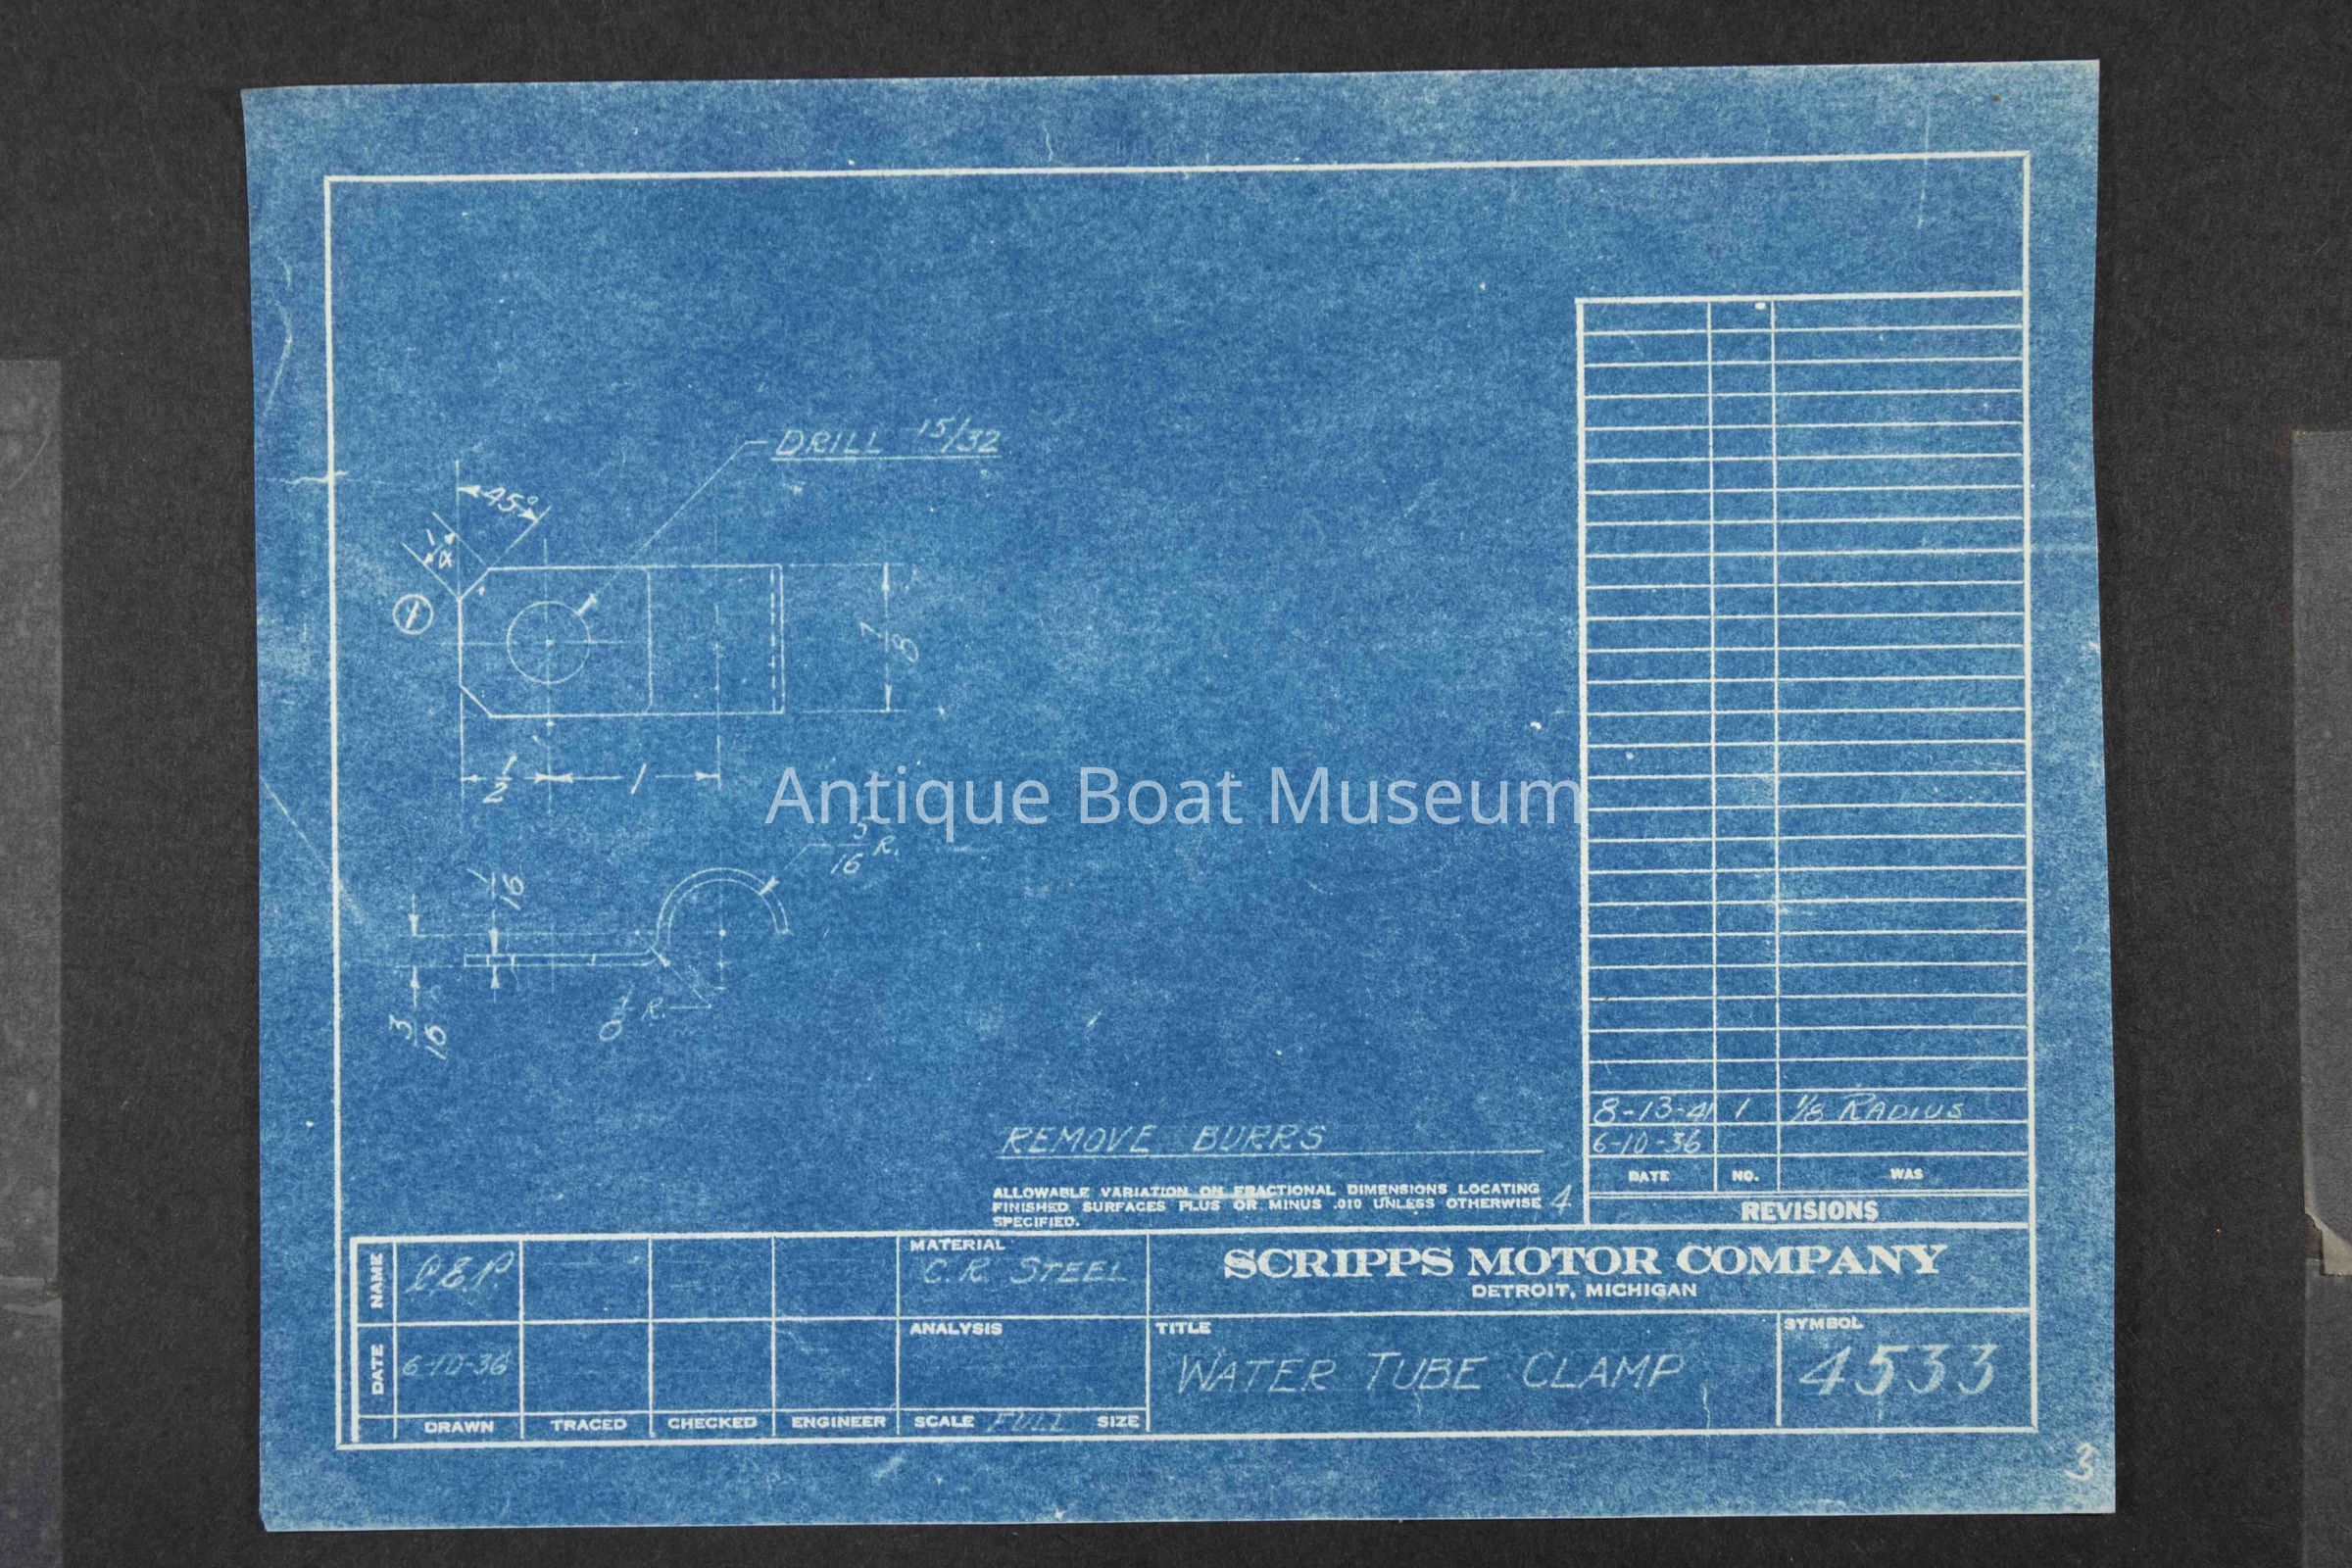 DRILL 15/32
45°
1/4
1
7/8
1/2
1
Antique Boat Museum
5/16 R.
1/16
3/16
1/8 R.
8-13-41 1 1/8 RADIUS
6-10-36
DATE NO. WAS
REVISIONS
REMOVE BURRS
ALLOWABLE VARIATION ON FRACTIONAL DIMENSIONS LOCATING
FINISHED SURFACES PLUS OR MINUS .010 UNLESS OTHERWISE
SPECIFIED.
4
NAME
C.E.P.
MATERIAL
C.R. STEEL
SCRIPPS MOTOR COMPANY
DETROIT, MICHIGAN
DATE
6-10-36
ANALYSIS
TITLE
WATER TUBE CLAMP
SYMBOL
4533
DRAWN TRACED CHECKED ENGINEER SCALE FULL SIZE
3